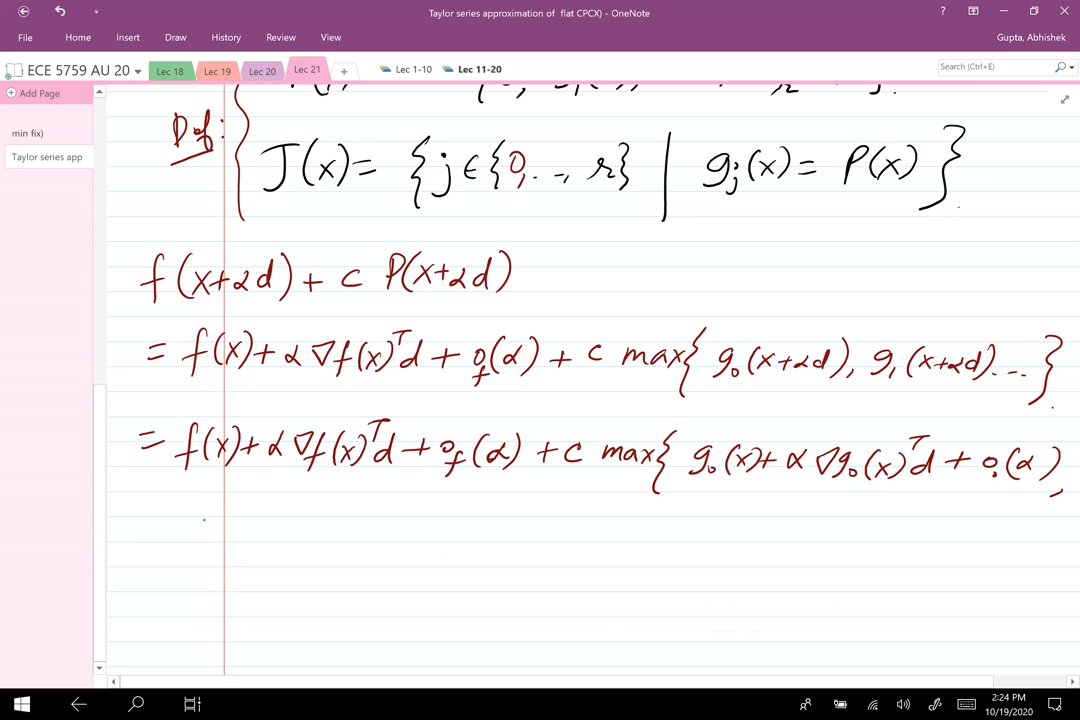 Taylor series approximation of flat CPCX) - OneNote
File Home Insert Draw History Review View
Gupta, Abhishek
ECE 5759 AU 20
Lec 18
Lec 19
Lec 20
Lec 21
Lec 1-10
Lec 11-20
Search (Ctrl+E)
Add Page
min fix)
Taylor series app
Def:
J(x) = {j ∈ {0, . . , r} | g_j(x) = P(x)}
f(x+αd) + c P(x+αd)
= f(x) + α ∇f(x)^T d + o_f(α) + c max{ g_0(x+αd), g_1(x+αd) ... }
= f(x) + α ∇f(x)^T d + o_f(α) + c max{ g_0(x) + α ∇g_0(x)^T d + o_0(α),
2:24 PM
10/19/2020